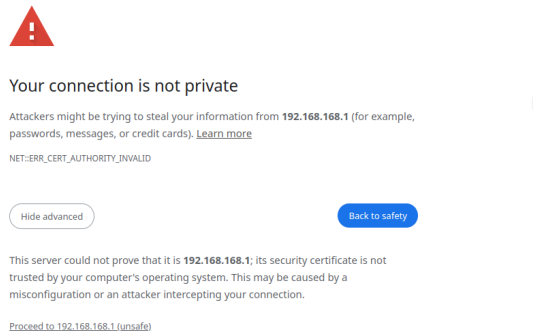 Your connection is not private
Attackers might be trying to steal your information from 192.168.168.1 (for example,
passwords, messages, or credit cards). Learn more
NET::ERR_CERT_AUTHORITY_INVALID
Hide advanced
Back to safety
This server could not prove that it is 192.168.168.1; its security certificate is not
trusted by your computer's operating system. This may be caused by a
misconfiguration or an attacker intercepting your connection.
Proceed to 192.168.168.1 (unsafe)